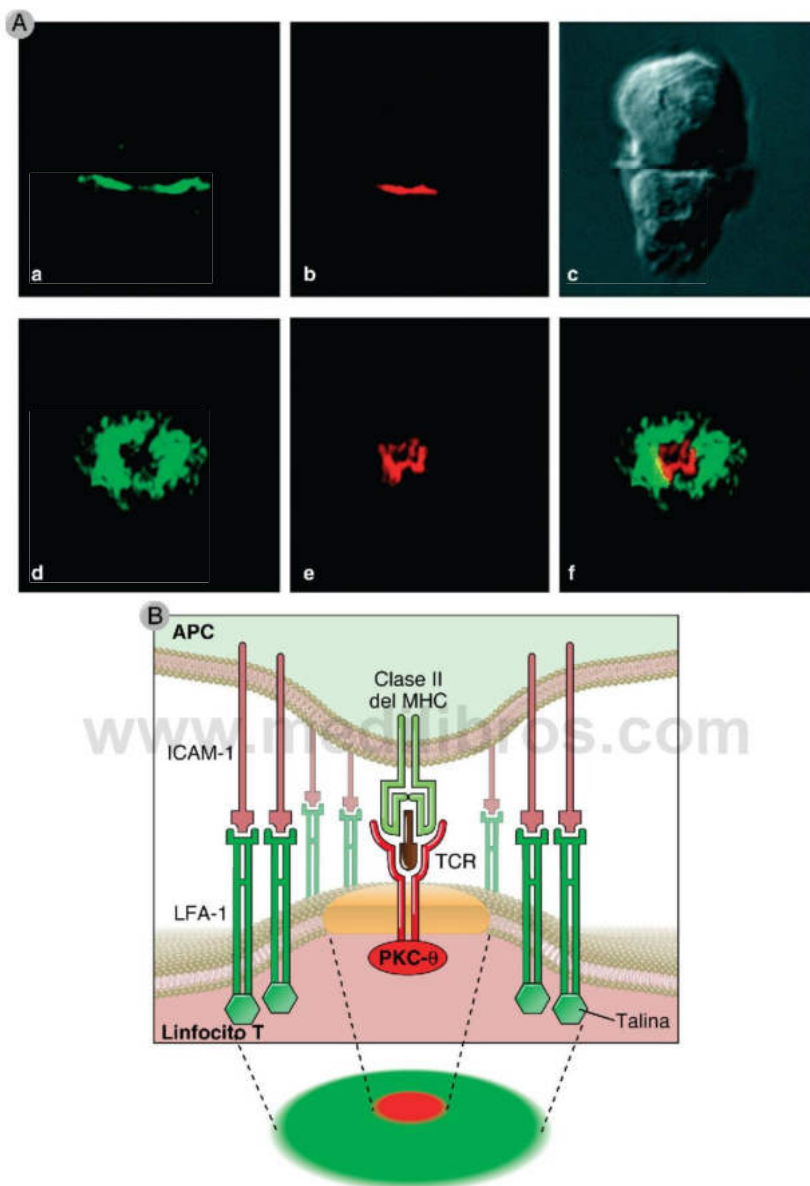 A
a
b
c
d
e
f
B
APC
Clase II
del MHC
www.medilibros.com
ICAM-1
TCR
LFA-1
PKC-θ
Talina
Linfocito T